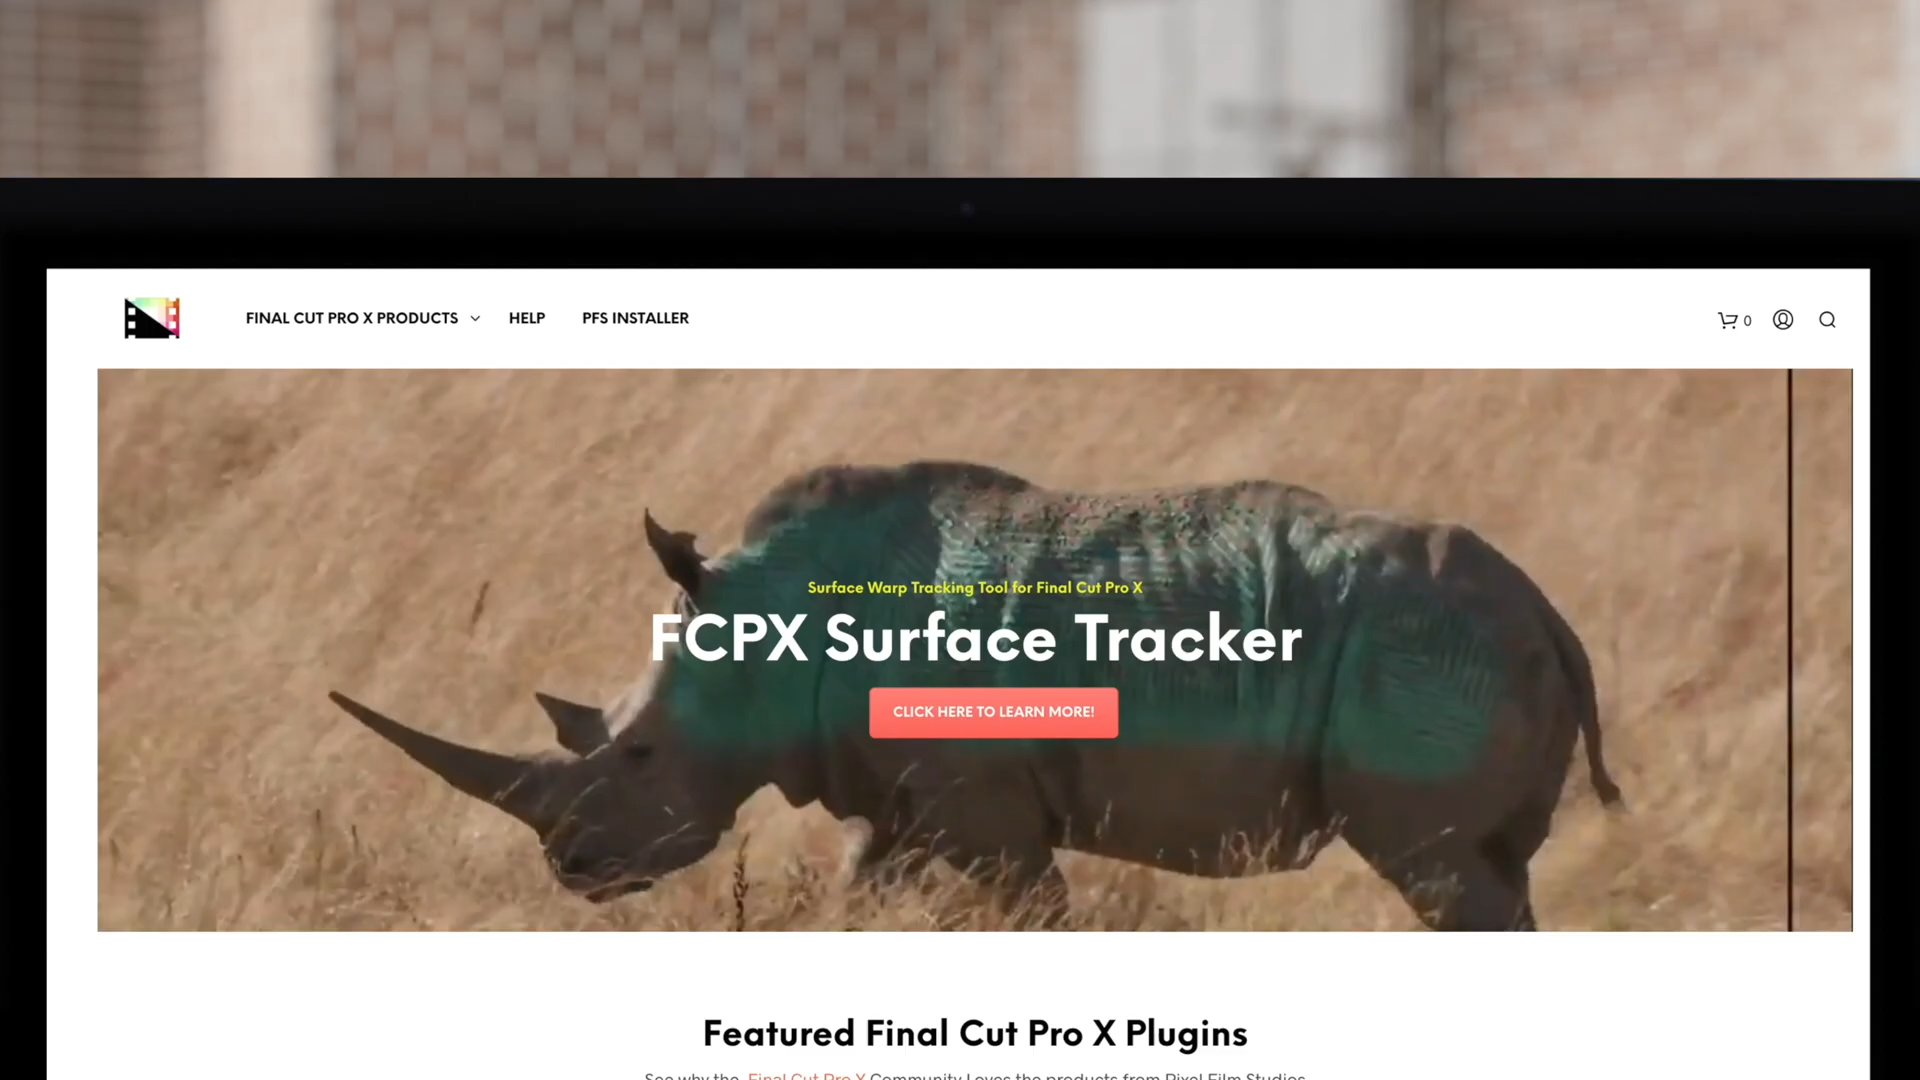 FINAL CUT PRO X PRODUCTS
HELP
PFS INSTALLER
0
Surface Warp Tracking Tool for Final Cut Pro X
FCPX Surface Tracker
CLICK HERE TO LEARN MORE!
Featured Final Cut Pro X Plugins
See why the Final Cut Pro X Community Loves the products from Pixel Film Studios